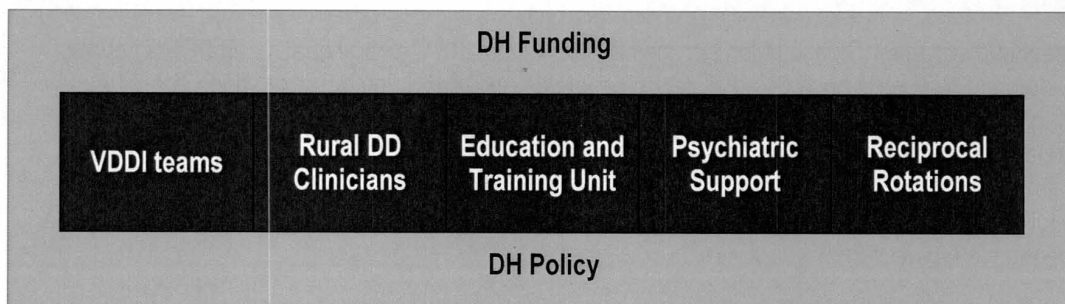 DH Funding
VDDI teams
Rural DD
Clinicians
Education and
Training Unit
Psychiatric
Support
Reciprocal
Rotations
DH Policy